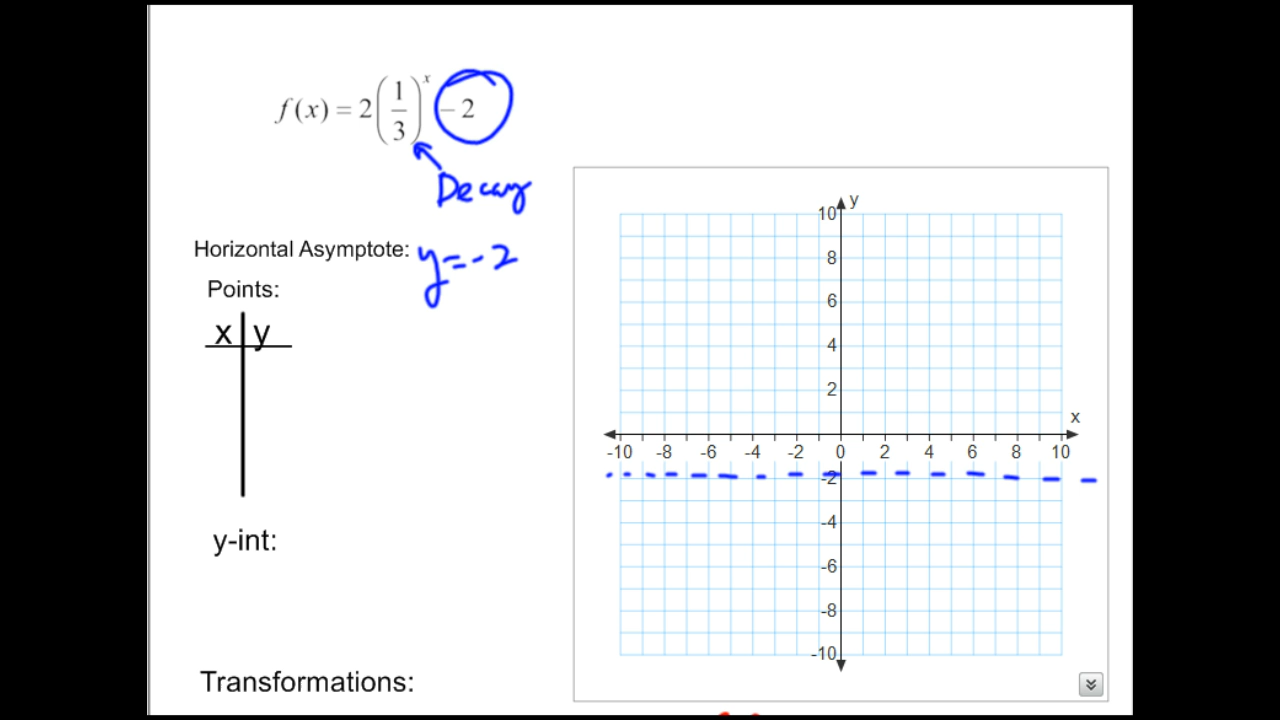 f(x) = 2(1/3)^x - 2
Decay
Horizontal Asymptote: y = -2
Points:
x y
y-int:
Transformations:
y
10
8
6
4
2
x
-10 -8 -6 -4 -2 0 2 4 6 8 10
-2
-4
-6
-8
-10